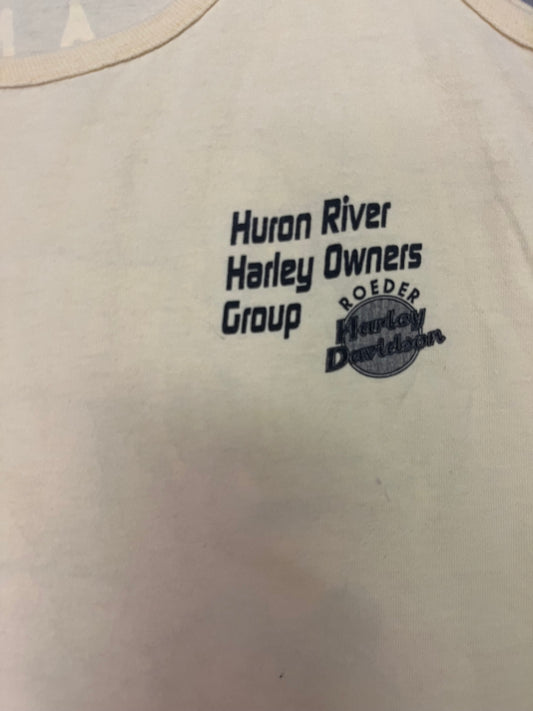 Huron River
Harley Owners
Group
ROEDER
Harley
Davidson